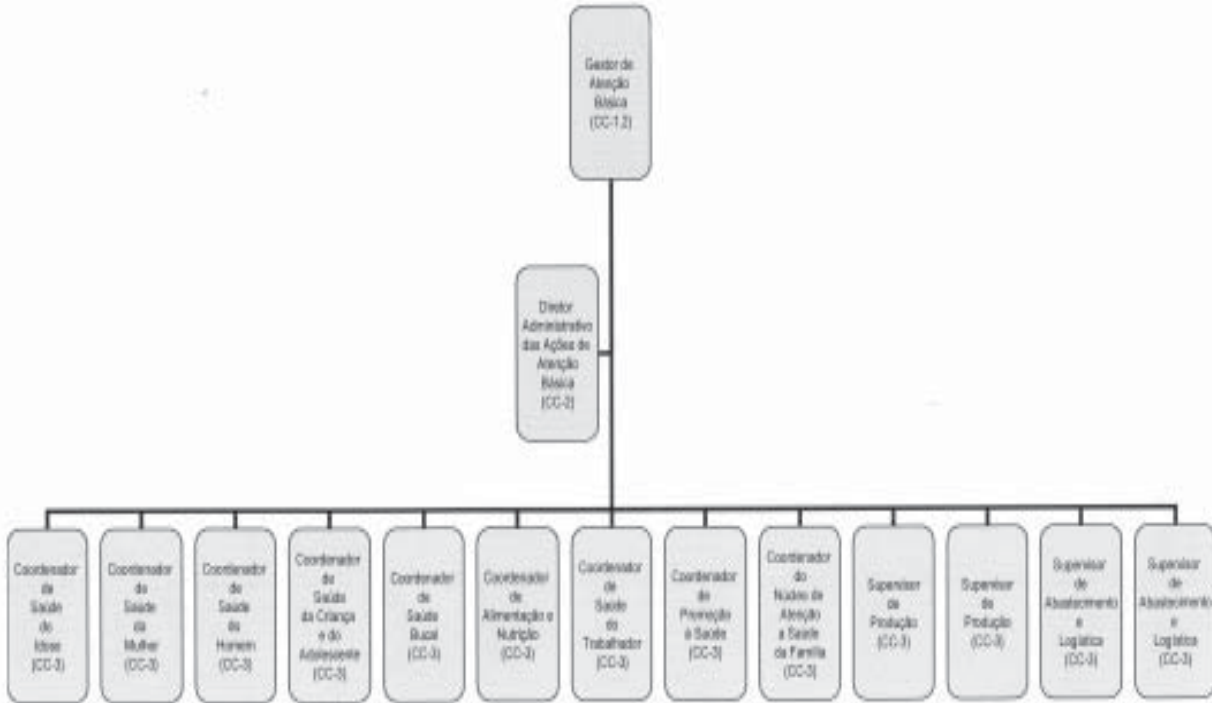 Gestor de
Atenção
Básica
(CC-1.2)
Diretor
Administrativo
das Ações de
Atenção
Básica
(CC-2)
Coordenador
de
Saúde
do
Idoso
(CC-3)
Coordenador
de
Saúde
da
Mulher
(CC-3)
Coordenador
de
Saúde
do
Homem
(CC-3)
Coordenador
de
Saúde
da Criança
e do
Adolescente
(CC-3)
Coordenador
de
Saúde
Bucal
(CC-3)
Coordenador
de
Alimentação e
Nutrição
(CC-3)
Coordenador
de
Saúde
do
Trabalhador
(CC-3)
Coordenador
de
Promoção
à Saúde
(CC-3)
Coordenador
do
Núcleo de
Atenção
a Saúde
da Família
(CC-3)
Supervisor
de
Produção
(CC-3)
Supervisor
de
Produção
(CC-3)
Supervisor
de
Abastecimento
e
Logística
(CC-3)
Supervisor
de
Abastecimento
e
Logística
(CC-3)